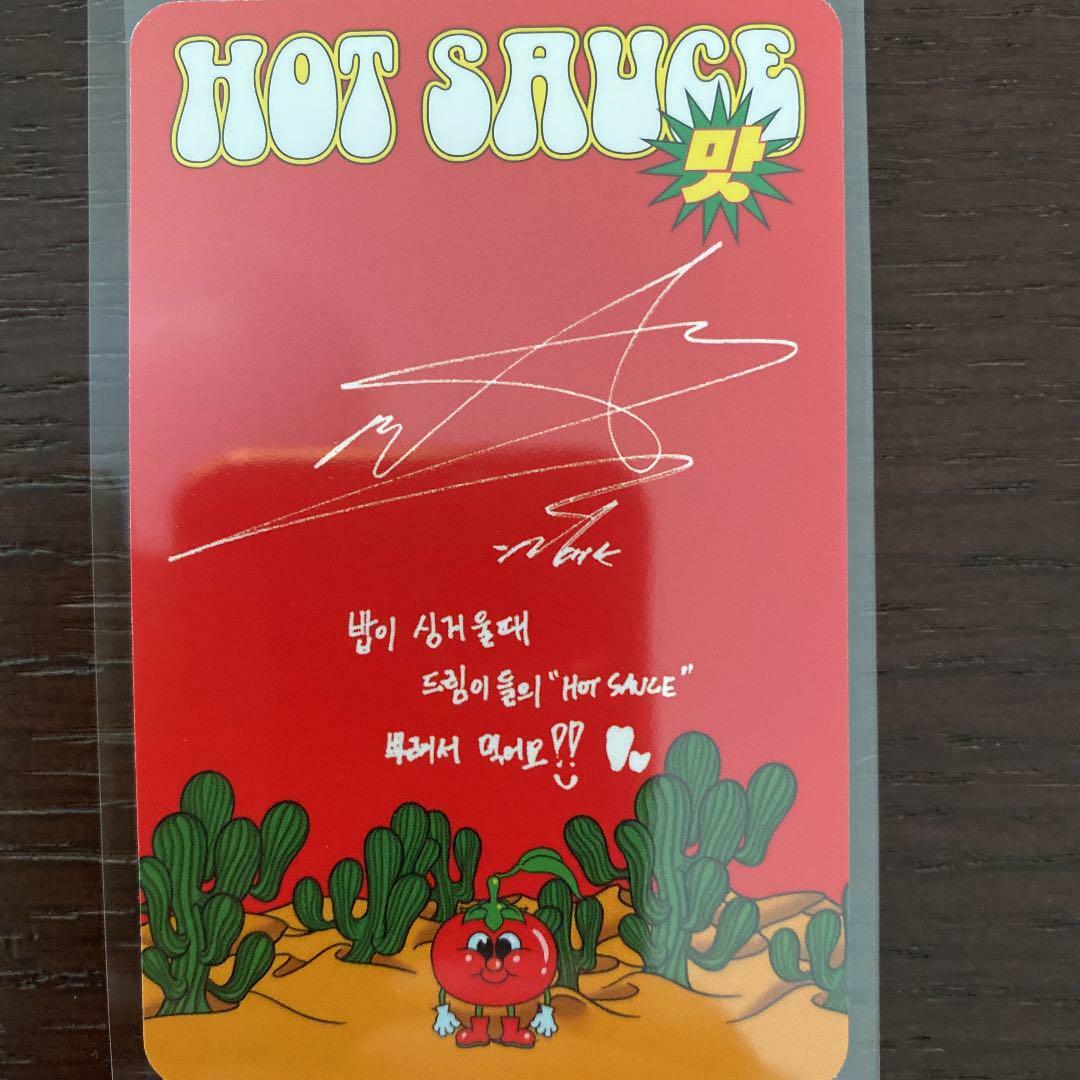 HOT SAUCE
맛
Mark
밥이 싱거울때
드림이들의 "HOT SAUCE"
뿌려서 먹어요!!